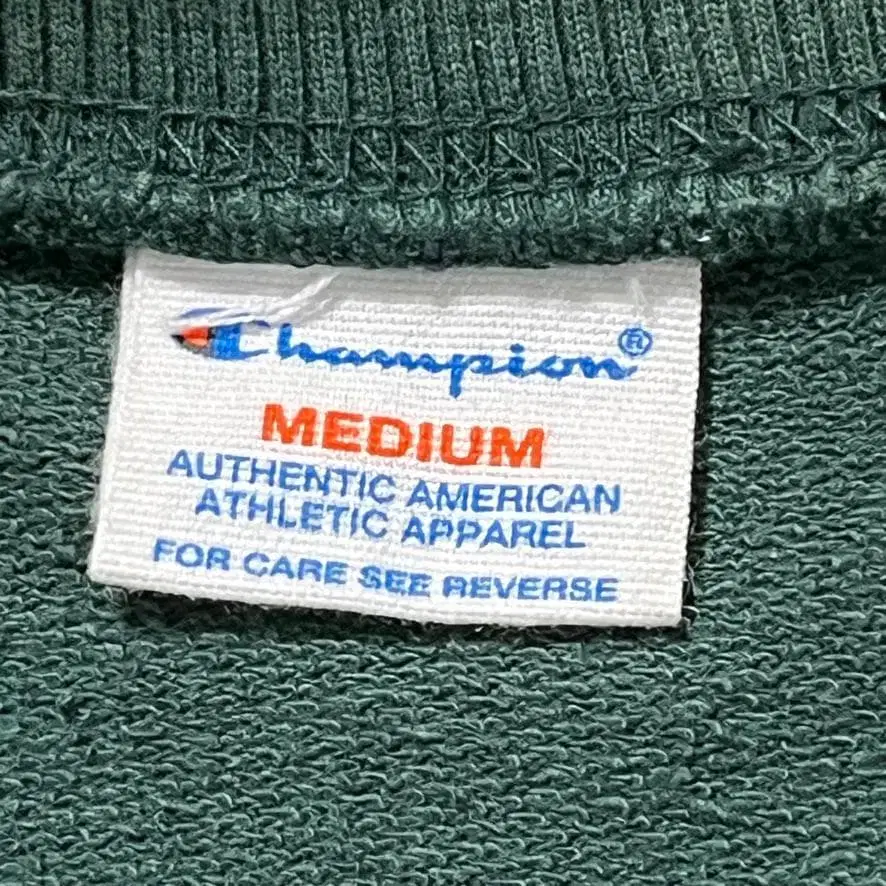 Champion®
MEDIUM
AUTHENTIC AMERICAN
ATHLETIC APPAREL
FOR CARE SEE REVERSE